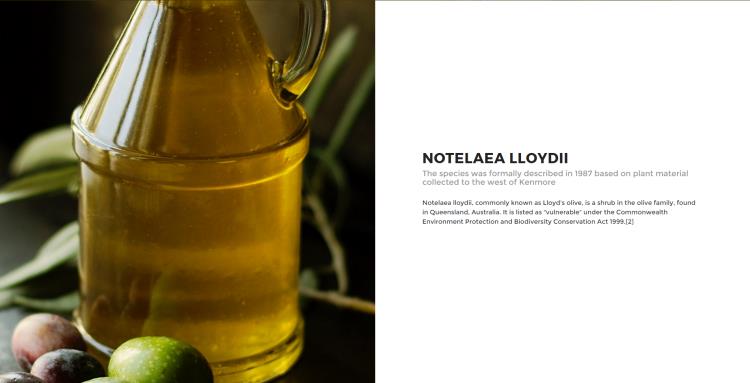 NOTELAEA LLOYDII
The species was formally described in 1987 based on plant material
collected to the west of Kenmore
Notelaea lloydii, commonly known as Lloyd's olive, is a shrub in the olive family, found
in Queensland, Australia. It is listed as "vulnerable" under the Commonwealth
Environment Protection and Biodiversity Conservation Act 1999.[2]